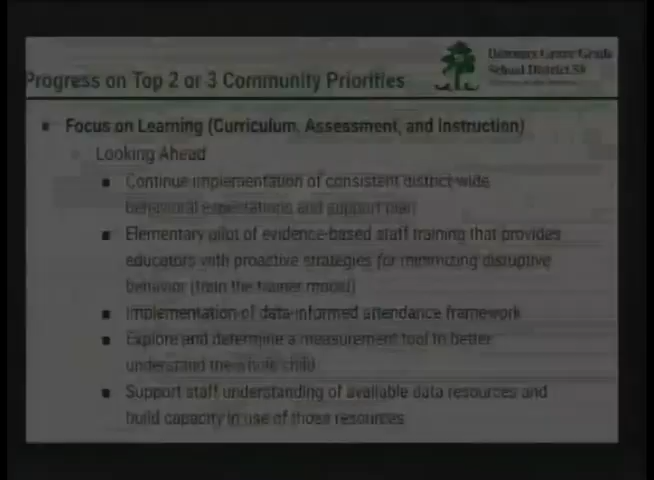 Downers Grove Grade
School District 58
Progress on Top 2 or 3 Community Priorities
Focus on Learning (Curriculum, Assessment, and Instruction)
Looking Ahead
Continue implementation of consistent district-wide
behavioral expectations and support plan
Elementary pilot of evidence-based staff training that provides
educators with proactive strategies for minimizing disruptive
behavior (train the trainer model)
Implementation of data-informed attendance framework
Explore and determine a measurement tool to better
understand the whole child
Support staff understanding of available data resources and
build capacity in use of those resources